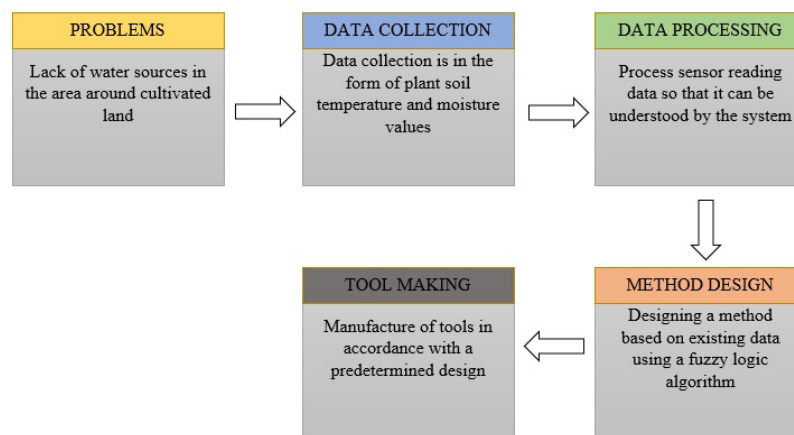 PROBLEMS
Lack of water sources in
the area around cultivated
land
DATA COLLECTION
Data collection is in the
form of plant soil
temperature and moisture
values
DATA PROCESSING
Process sensor reading
data so that it can be
understood by the system
METHOD DESIGN
Designing a method
based on existing data
using a fuzzy logic
algorithm
TOOL MAKING
Manufacture of tools in
accordance with a
predetermined design